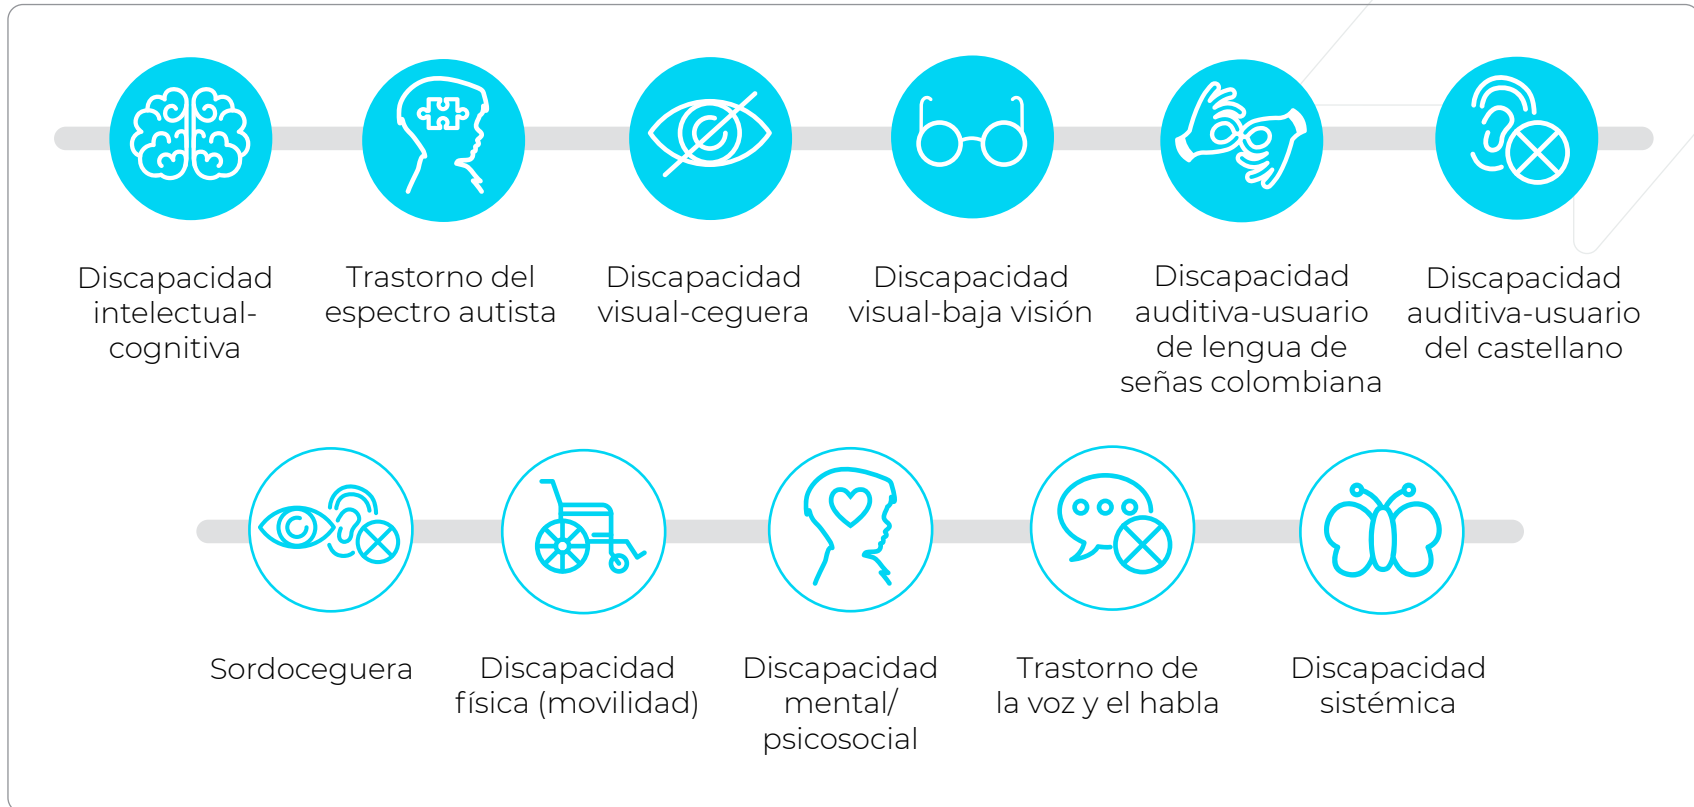 Discapacidad
intelectual-
cognitiva
Trastorno del
espectro autista
Discapacidad
visual-ceguera
Discapacidad
visual-baja visión
Discapacidad
auditiva-usuario
de lengua de
señas colombiana
Discapacidad
auditiva-usuario
del castellano
Sordoceguera
Discapacidad
física (movilidad)
Discapacidad
mental/
psicosocial
Trastorno de
la voz y el habla
Discapacidad
sistémica